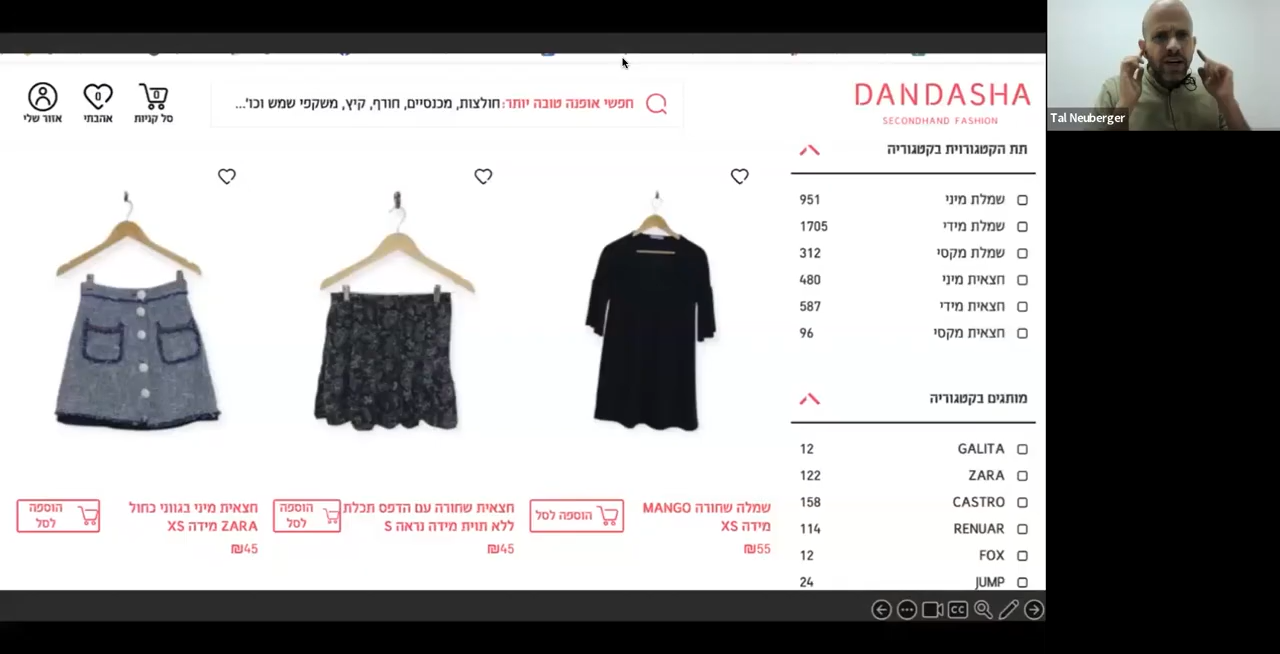 DANDASHA
SECONDHAND FASHION
חפשי אופנה טובה יותר: חולצות, מכנסיים, חורף, קיץ, משקפי שמש וכו'...
0
סל קניות
0
אהבתי
אזור שלי
Tal Neuberger
תת הקטגוריות בקטגוריה
שמלת מיני 951
שמלת מידי 1705
שמלת מקסי 312
חצאית מיני 480
חצאית מידי 587
חצאית מקסי 96
מותגים בקטגוריה
GALITA 12
ZARA 122
CASTRO 158
RENUAR 114
FOX 12
JUMP 24
שמלה שחורה MANGO
מידה XS
₪55
הוספה לסל
חצאית שחורה עם הדפס תכלת
ללא תוית מידה נראה S
₪45
הוספה
לסל
חצאית מיני בגווני כחול
ZARA מידה XS
₪45
הוספה
לסל
CC